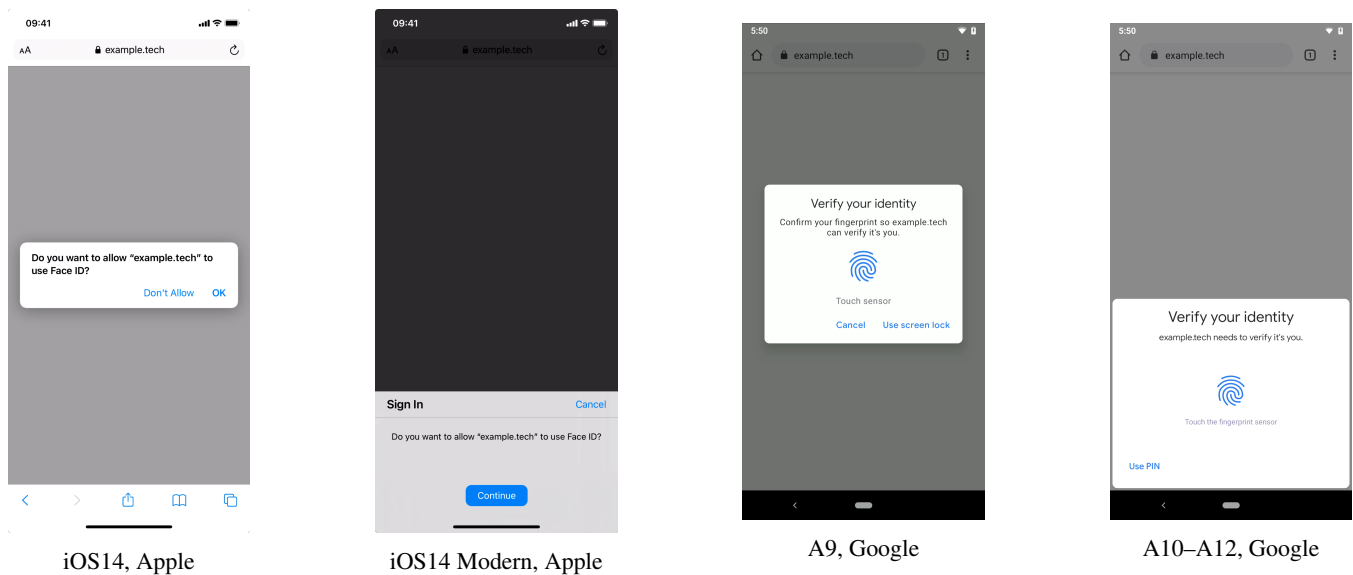 09:41
AA example.tech
Do you want to allow “example.tech” to
use Face ID?
Don't Allow OK
iOS14, Apple
09:41
AA example.tech
Sign In Cancel
Do you want to allow “example.tech” to use Face ID?
Continue
iOS14 Modern, Apple
5:50
example.tech 1
Verify your identity
Confirm your fingerprint so example.tech
can verify it's you.
Touch sensor
Cancel Use screen lock
A9, Google
5:50
example.tech 1
Verify your identity
example.tech needs to verify it's you.
Touch the fingerprint sensor
Use PIN
A10–A12, Google